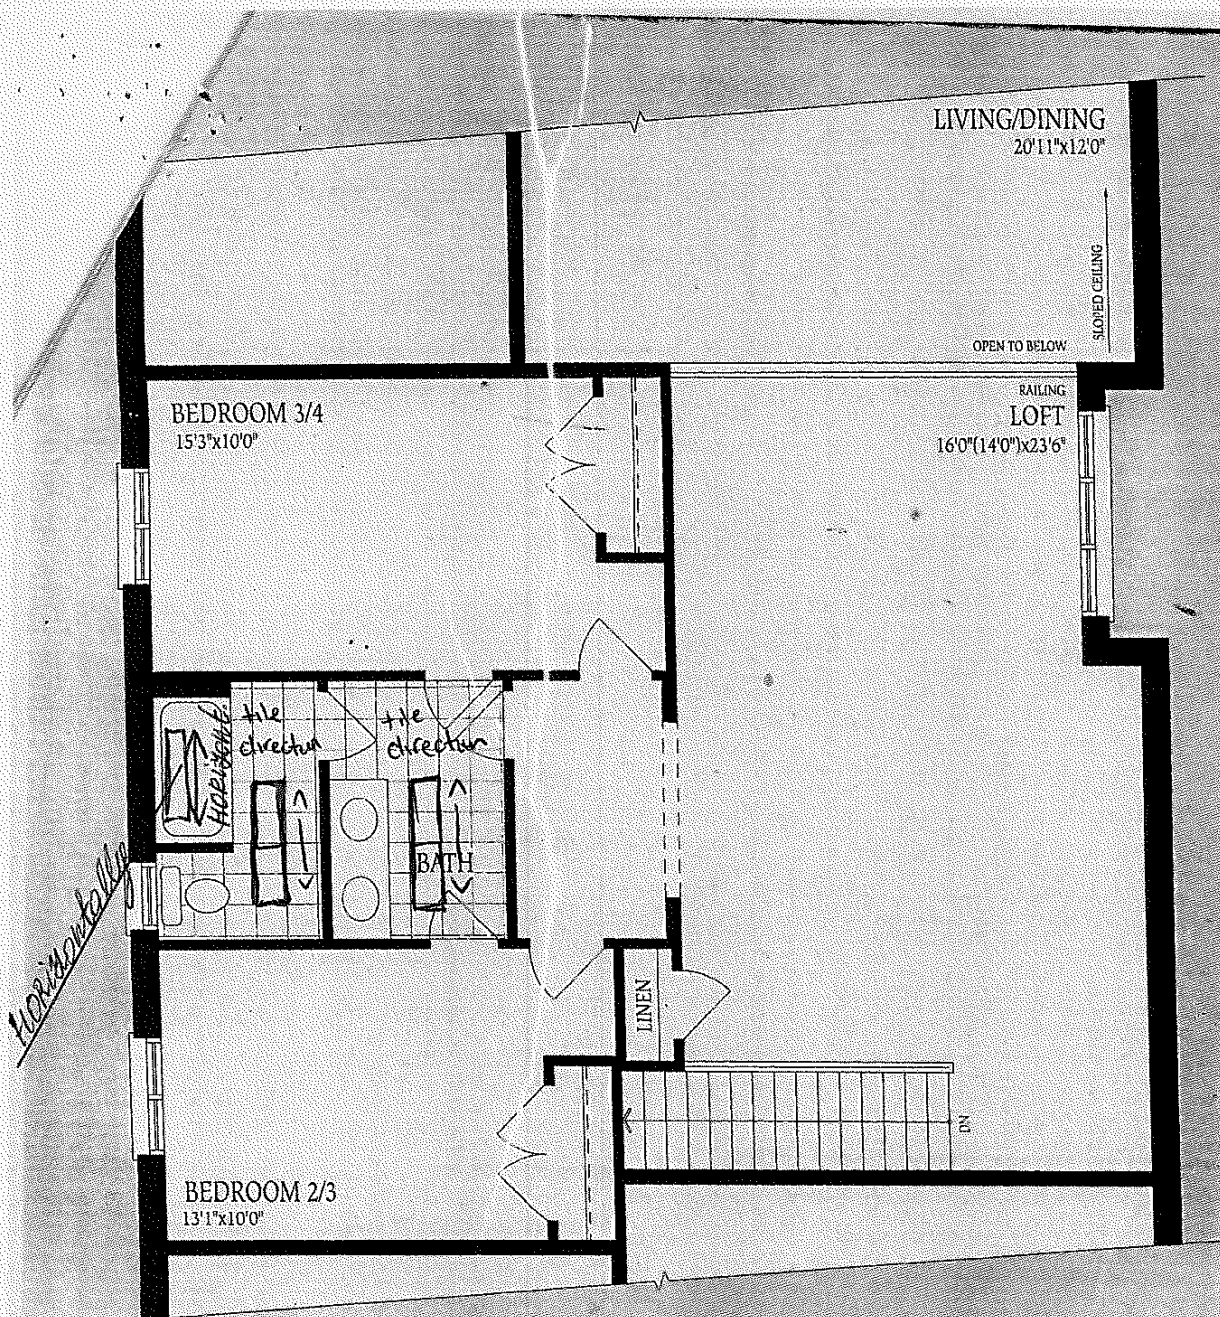 LIVING/DINING
20'11"x12'0"
SLOPED CEILING
OPEN TO BELOW
RAILING
LOFT
16'0"(14'0")x23'6"
BEDROOM 3/4
15'3"x10'0"
tile
direction
tile
direction
HORIZONT.
BATH
HORIZONTALLY
LINEN
DN
BEDROOM 2/3
13'1"x10'0"